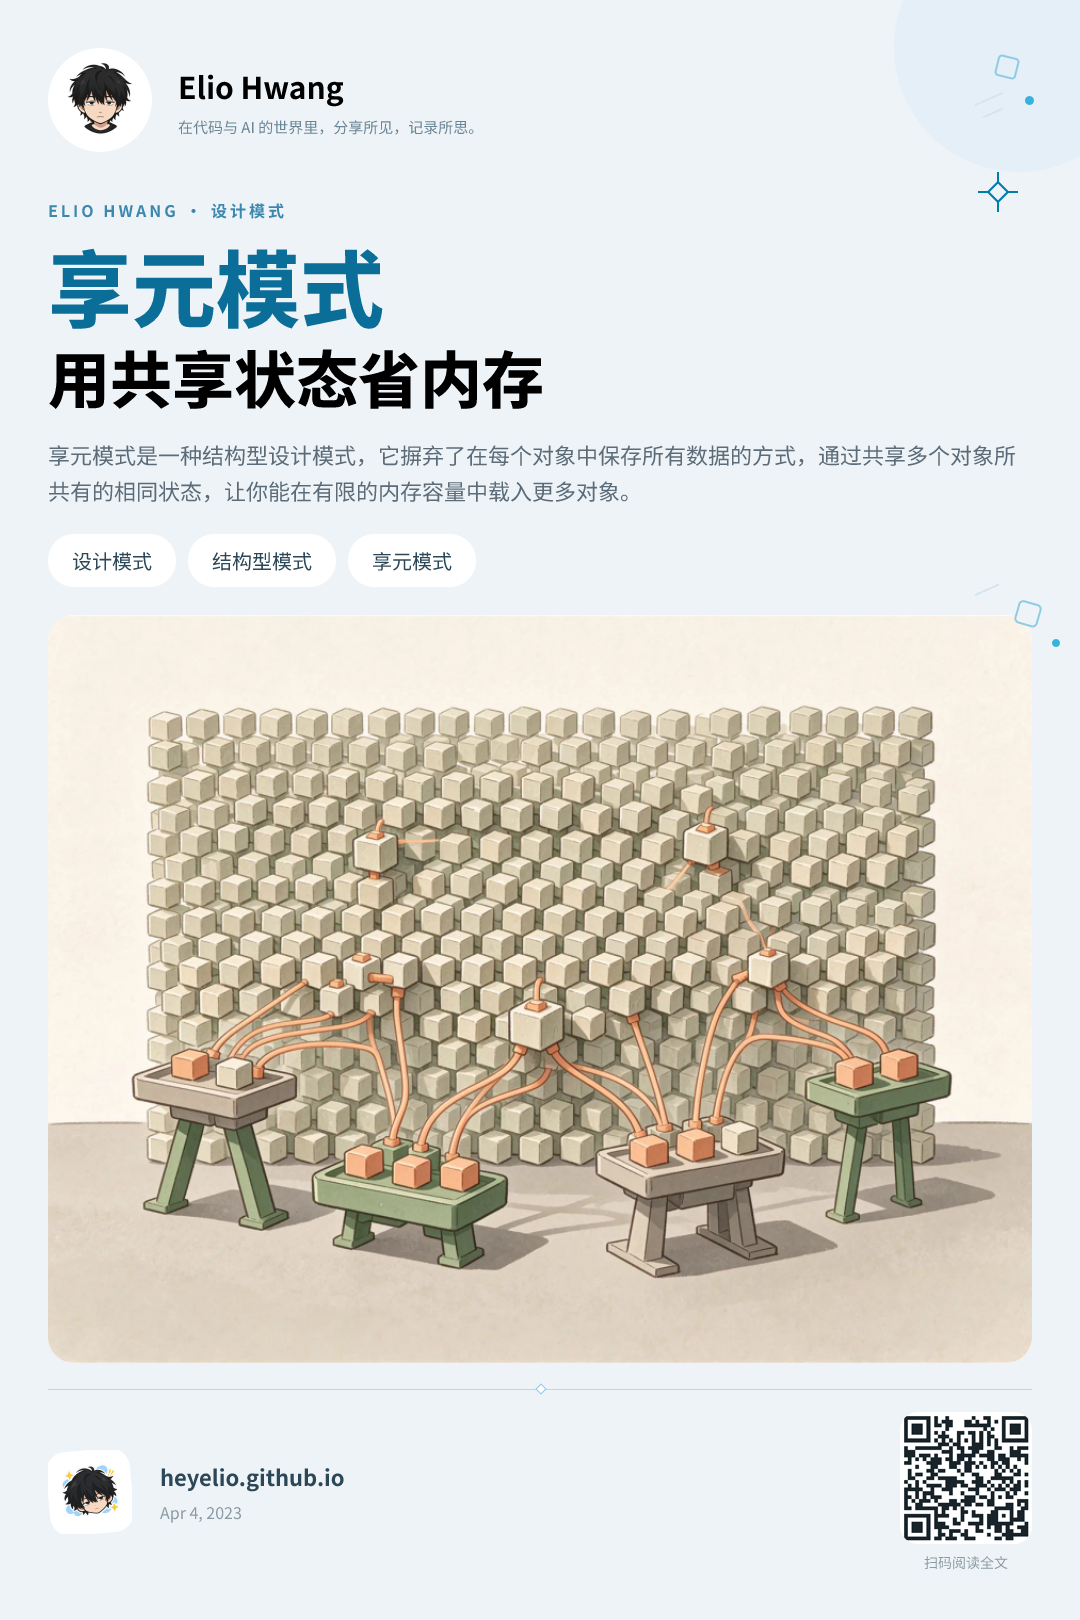 Elio Hwang
在代码与 AI 的世界里，分享所见，记录所思。
ELIO HWANG • 设计模式
享元模式
用共享状态省内存
享元模式是一种结构型设计模式，它摒弃了在每个对象中保存所有数据的方式，通过共享多个对象所
共有的相同状态，让你能在有限的内存容量中载入更多对象。
设计模式 结构型模式 享元模式
heyelio.github.io
Apr 4, 2023
扫码阅读全文